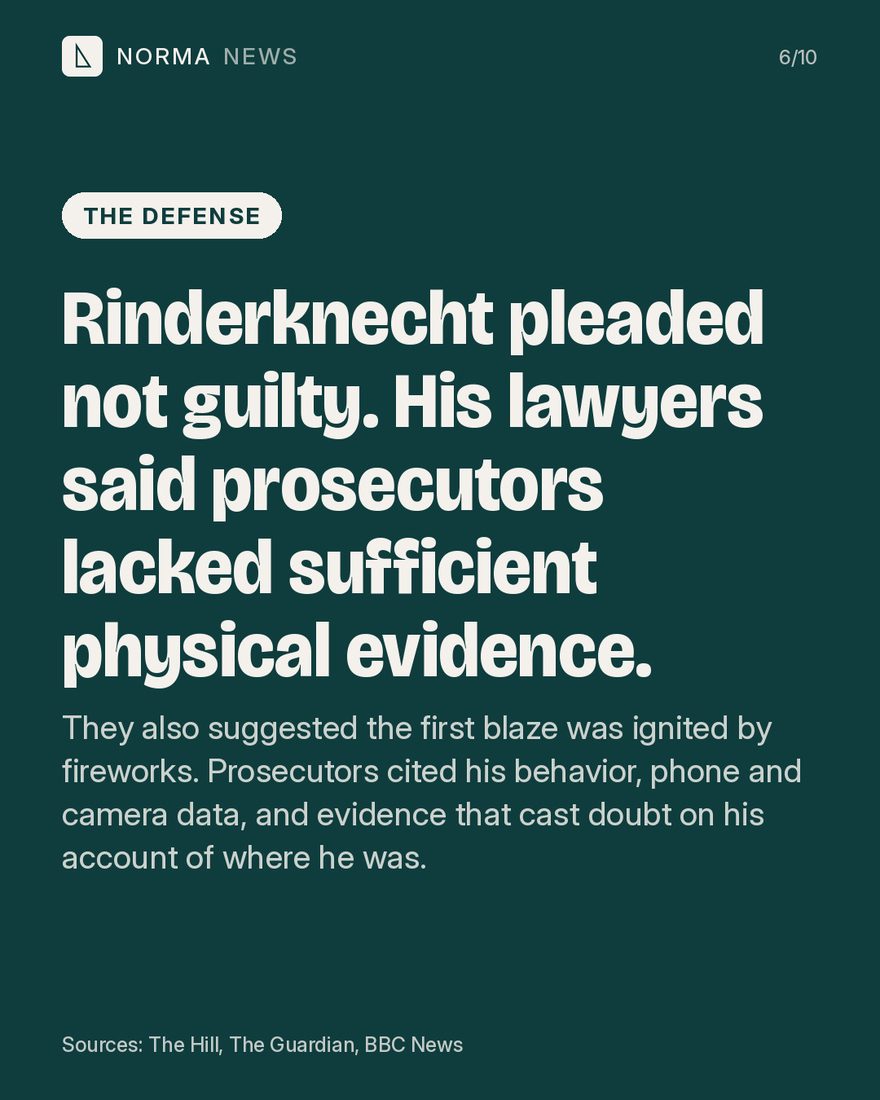 NORMA NEWS
6/10
THE DEFENSE
Rinderknecht pleaded
not guilty. His lawyers
said prosecutors
lacked sufficient
physical evidence.
They also suggested the first blaze was ignited by
fireworks. Prosecutors cited his behavior, phone and
camera data, and evidence that cast doubt on his
account of where he was.
Sources: The Hill, The Guardian, BBC News